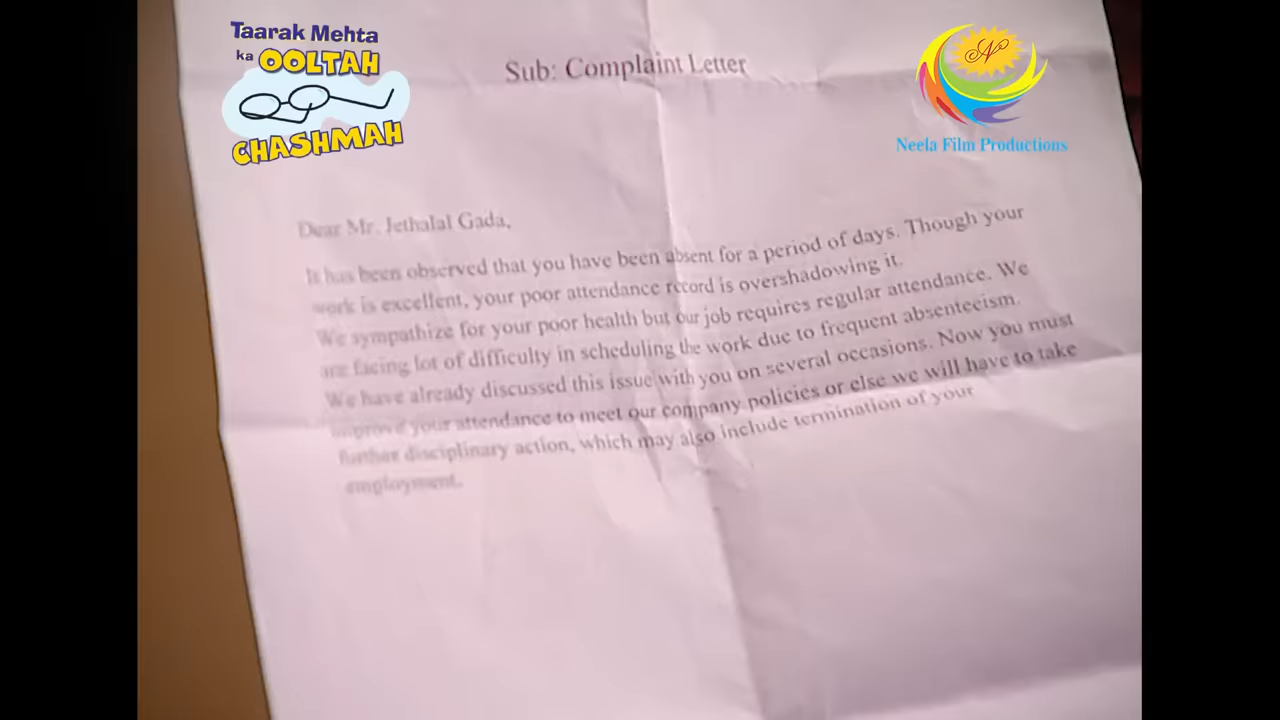 Taarak Mehta
ka OOLTAH
CHASHMAH
Neela Film Productions
Sub: Complaint Letter
Dear Mr. Jethalal Gada,
It has been observed that you have been absent for a period of days. Though your
work is excellent, your poor attendance record is overshadowing it.
We sympathize for your poor health but our job requires regular attendance. We
are facing lot of difficulty in scheduling the work due to frequent absenteeism.
We have already discussed this issue with you on several occasions. Now you must
improve your attendance to meet our company policies or else we will have to take
further disciplinary action, which may also include termination of your
employment.